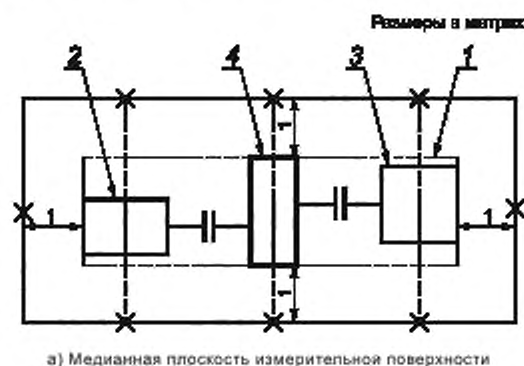 Размеры в метрах
2 4 3 1
1
1 1
1
а) Медианная плоскость измерительной поверхности